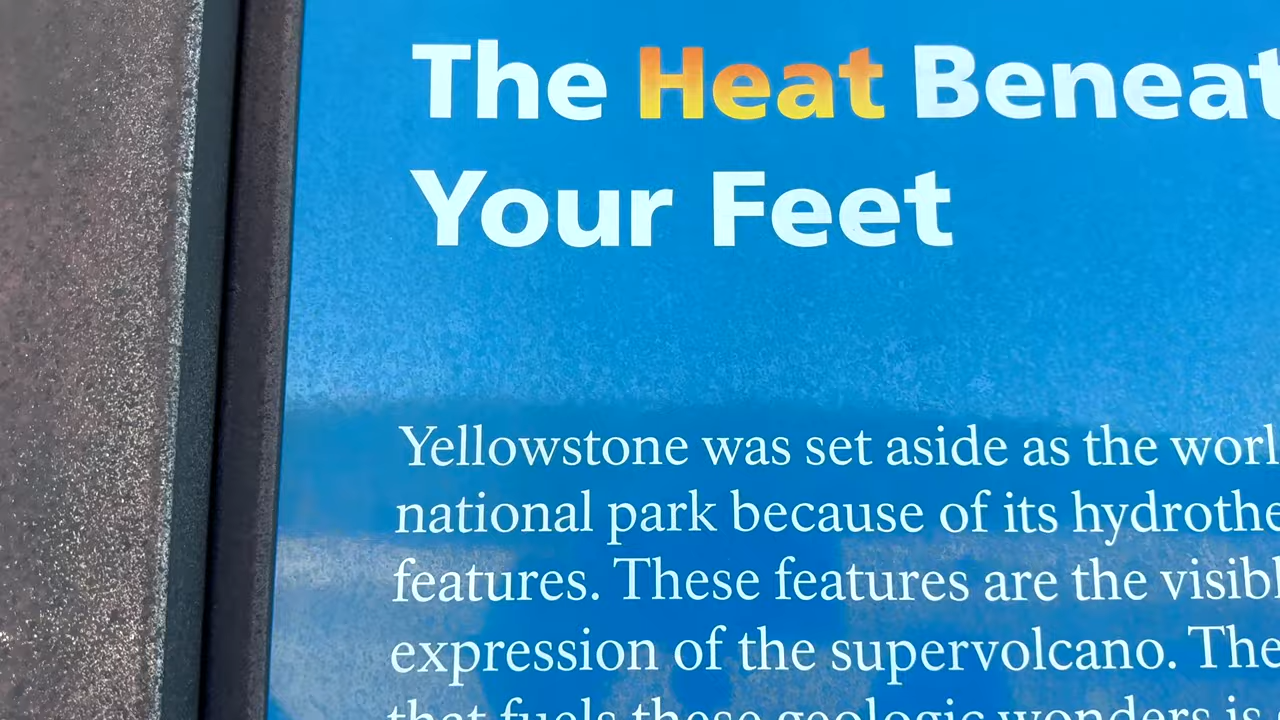 The Heat Beneat
Your Feet
Yellowstone was set aside as the worl
national park because of its hydrothe
features. These features are the visibl
expression of the supervolcano. The
that fuels these geologic wonders is